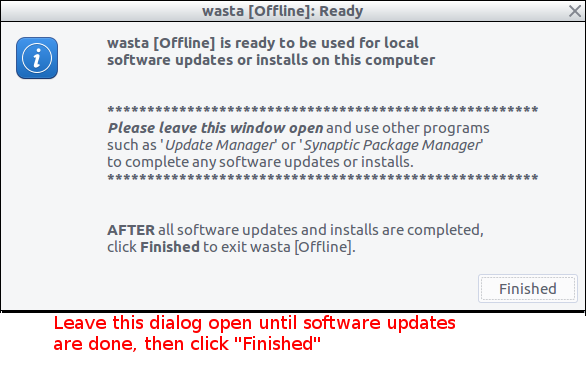 wasta [Offline]: Ready
wasta [Offline] is ready to be used for local
software updates or installs on this computer
******************************************************
Please leave this window open and use other programs
such as 'Update Manager' or 'Synaptic Package Manager'
to complete any software updates or installs.
******************************************************
AFTER all software updates and installs are completed,
click Finished to exit wasta [Offline].
Finished
Leave this dialog open until software updates
are done, then click "Finished"